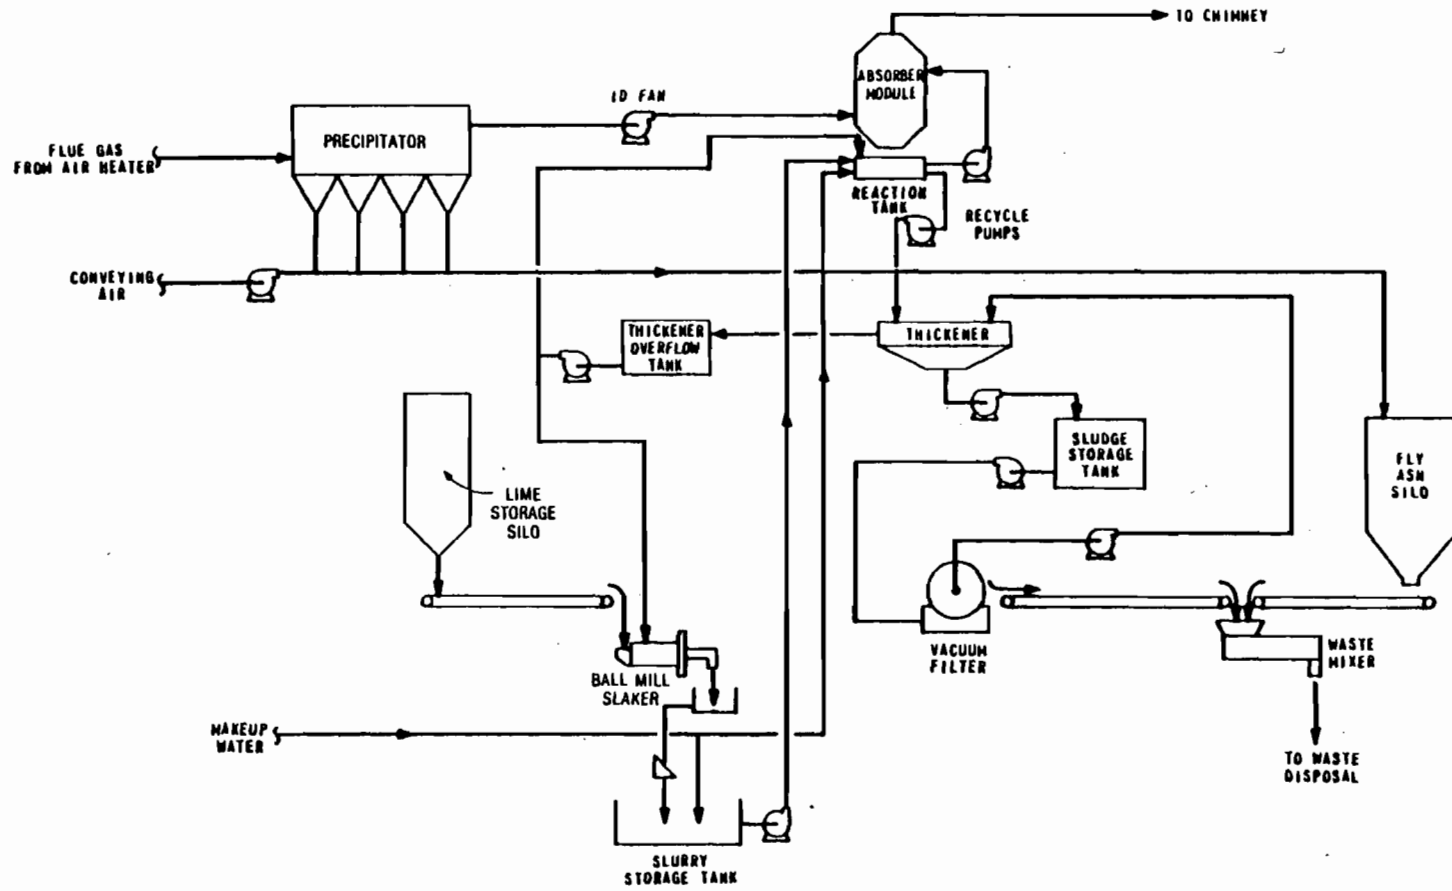 TO CHIMNEY
ABSORBER
MODULE
ID FAN
PRECIPITATOR
FLUE GAS
FROM AIR HEATER
REACTION
TANK
RECYCLE
PUMPS
CONVEYING
AIR
THICKENER
OVERFLOW
TANK
THICKENER
SLUDGE
STORAGE
TANK
FLY
ASH
SILO
LIME
STORAGE
SILO
VACUUM
FILTER
WASTE
MIXER
BALL MILL
SLAKER
MAKEUP
WATER
TO WASTE
DISPOSAL
SLURRY
STORAGE TANK